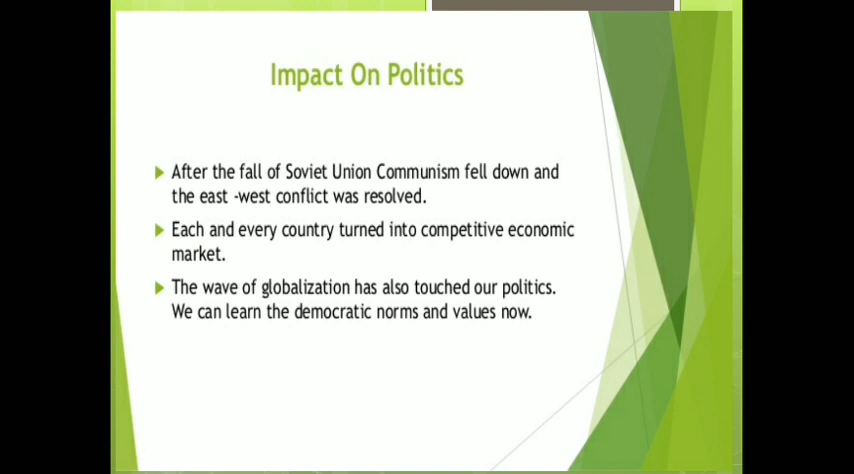 Impact On Politics
After the fall of Soviet Union Communism fell down and
the east -west conflict was resolved.
Each and every country turned into competitive economic
market.
The wave of globalization has also touched our politics.
We can learn the democratic norms and values now.